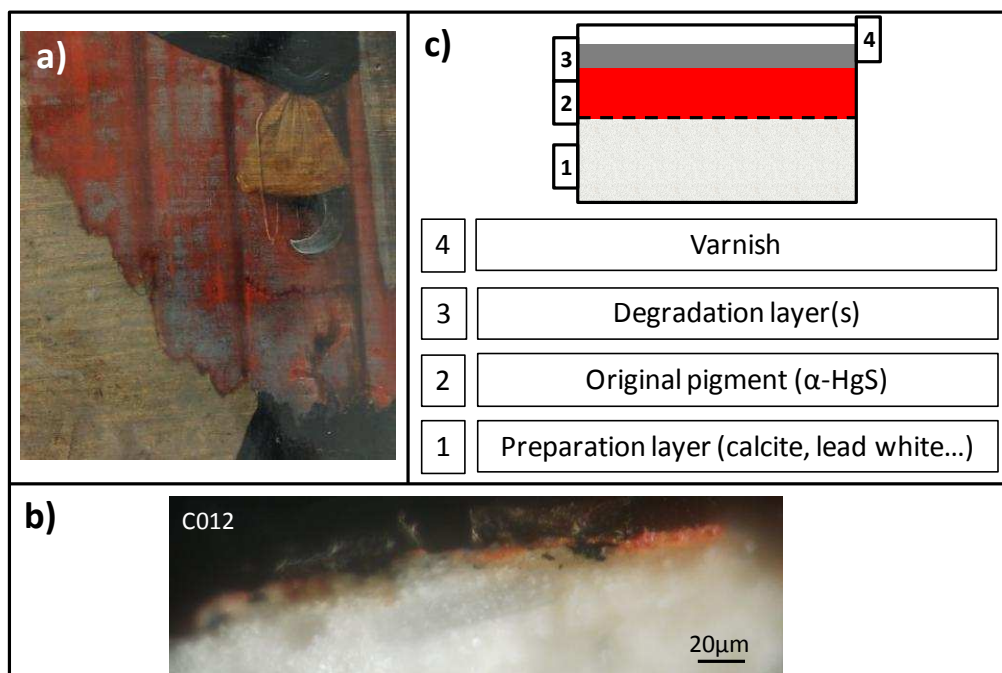 a)
c)
4
3
2
1
4 Varnish
3 Degradation layer(s)
2 Original pigment (α-HgS)
1 Preparation layer (calcite, lead white...)
b)
C012
20µm